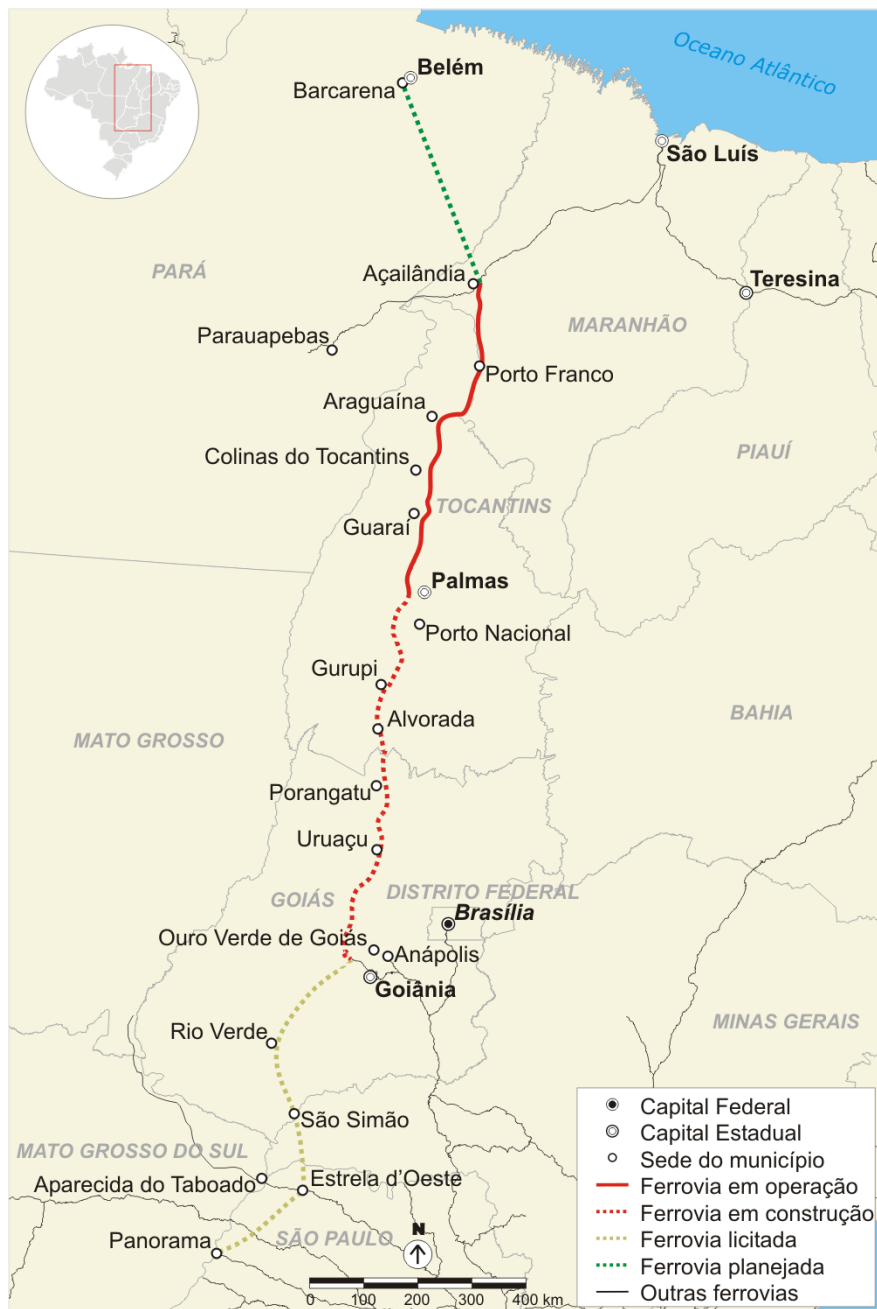 Oceano Atlântico
Belém
Barcarena
São Luís
PARÁ
Açailândia
Teresina
MARANHÃO
Parauapebas
Porto Franco
Araguaína
Colinas do Tocantins
PIAUÍ
TOCANTINS
Guaraí
Palmas
Porto Nacional
Gurupi
BAHIA
Alvorada
MATO GROSSO
Porangatu
Uruaçu
GOIÁS
DISTRITO FEDERAL
Brasília
Ouro Verde de Goiás
Anápolis
Goiânia
MINAS GERAIS
Rio Verde
São Simão
MATO GROSSO DO SUL
Aparecida do Taboado
Estrela d'Oeste
SÃO PAULO
Panorama
N
0 100 200 300 400 km
Capital Federal
Capital Estadual
Sede do município
Ferrovia em operação
Ferrovia em construção
Ferrovia licitada
Ferrovia planejada
Outras ferrovias